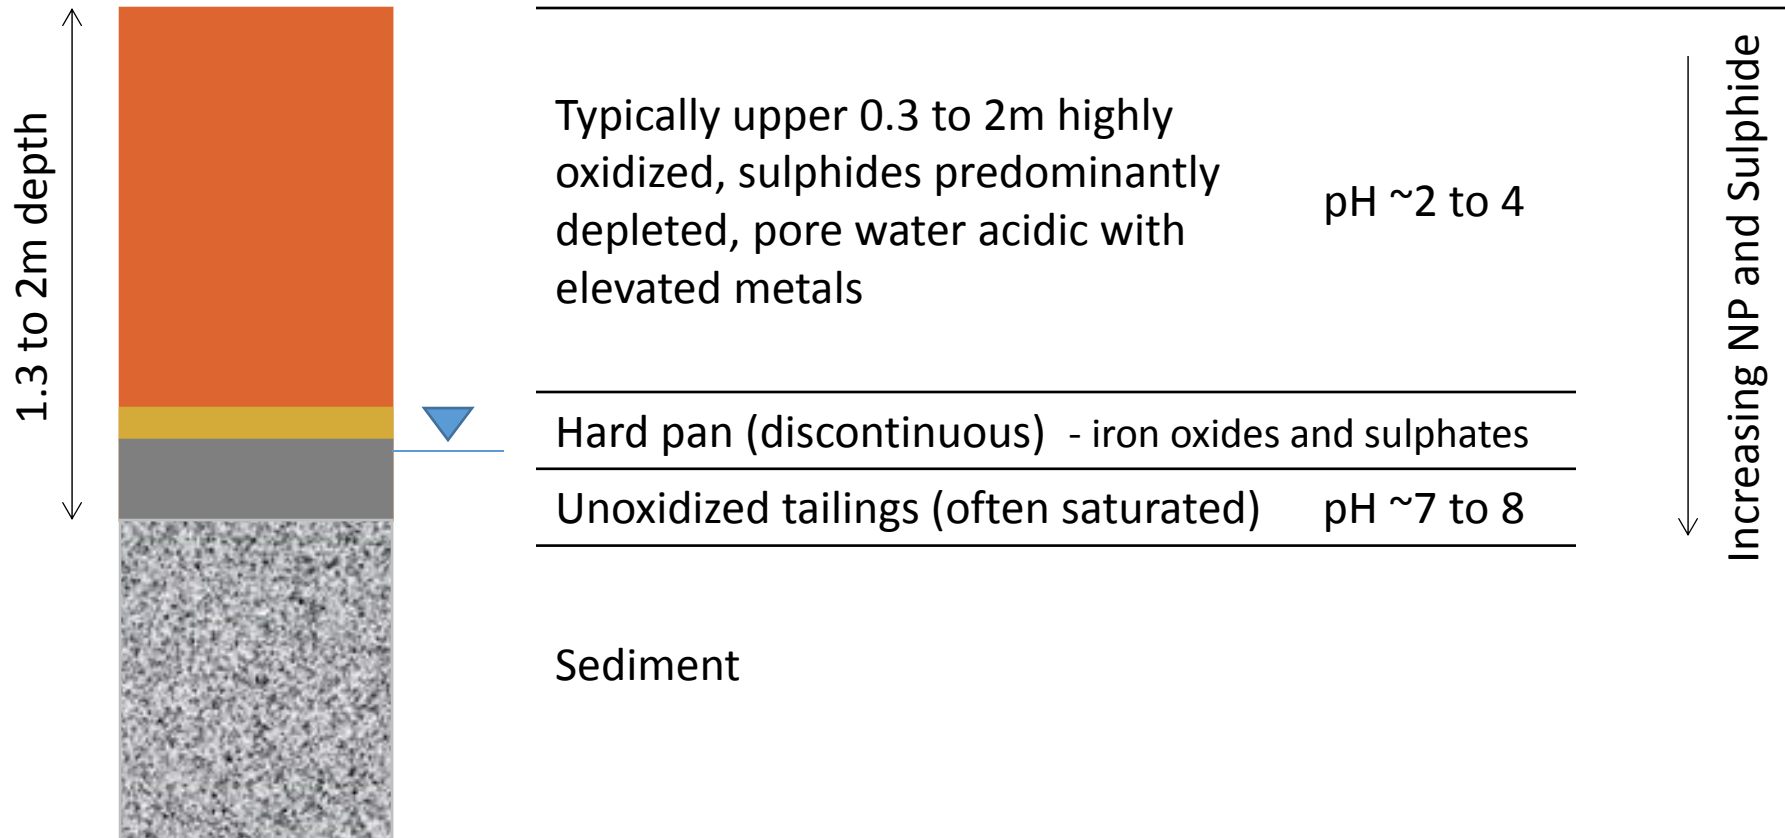 1.3 to 2m depth
Typically upper 0.3 to 2m highly
oxidized, sulphides predominantly
depleted, pore water acidic with
elevated metals
pH ~2 to 4
Hard pan (discontinuous) - iron oxides and sulphates
Unoxidized tailings (often saturated) pH ~7 to 8
Sediment
Increasing NP and Sulphide